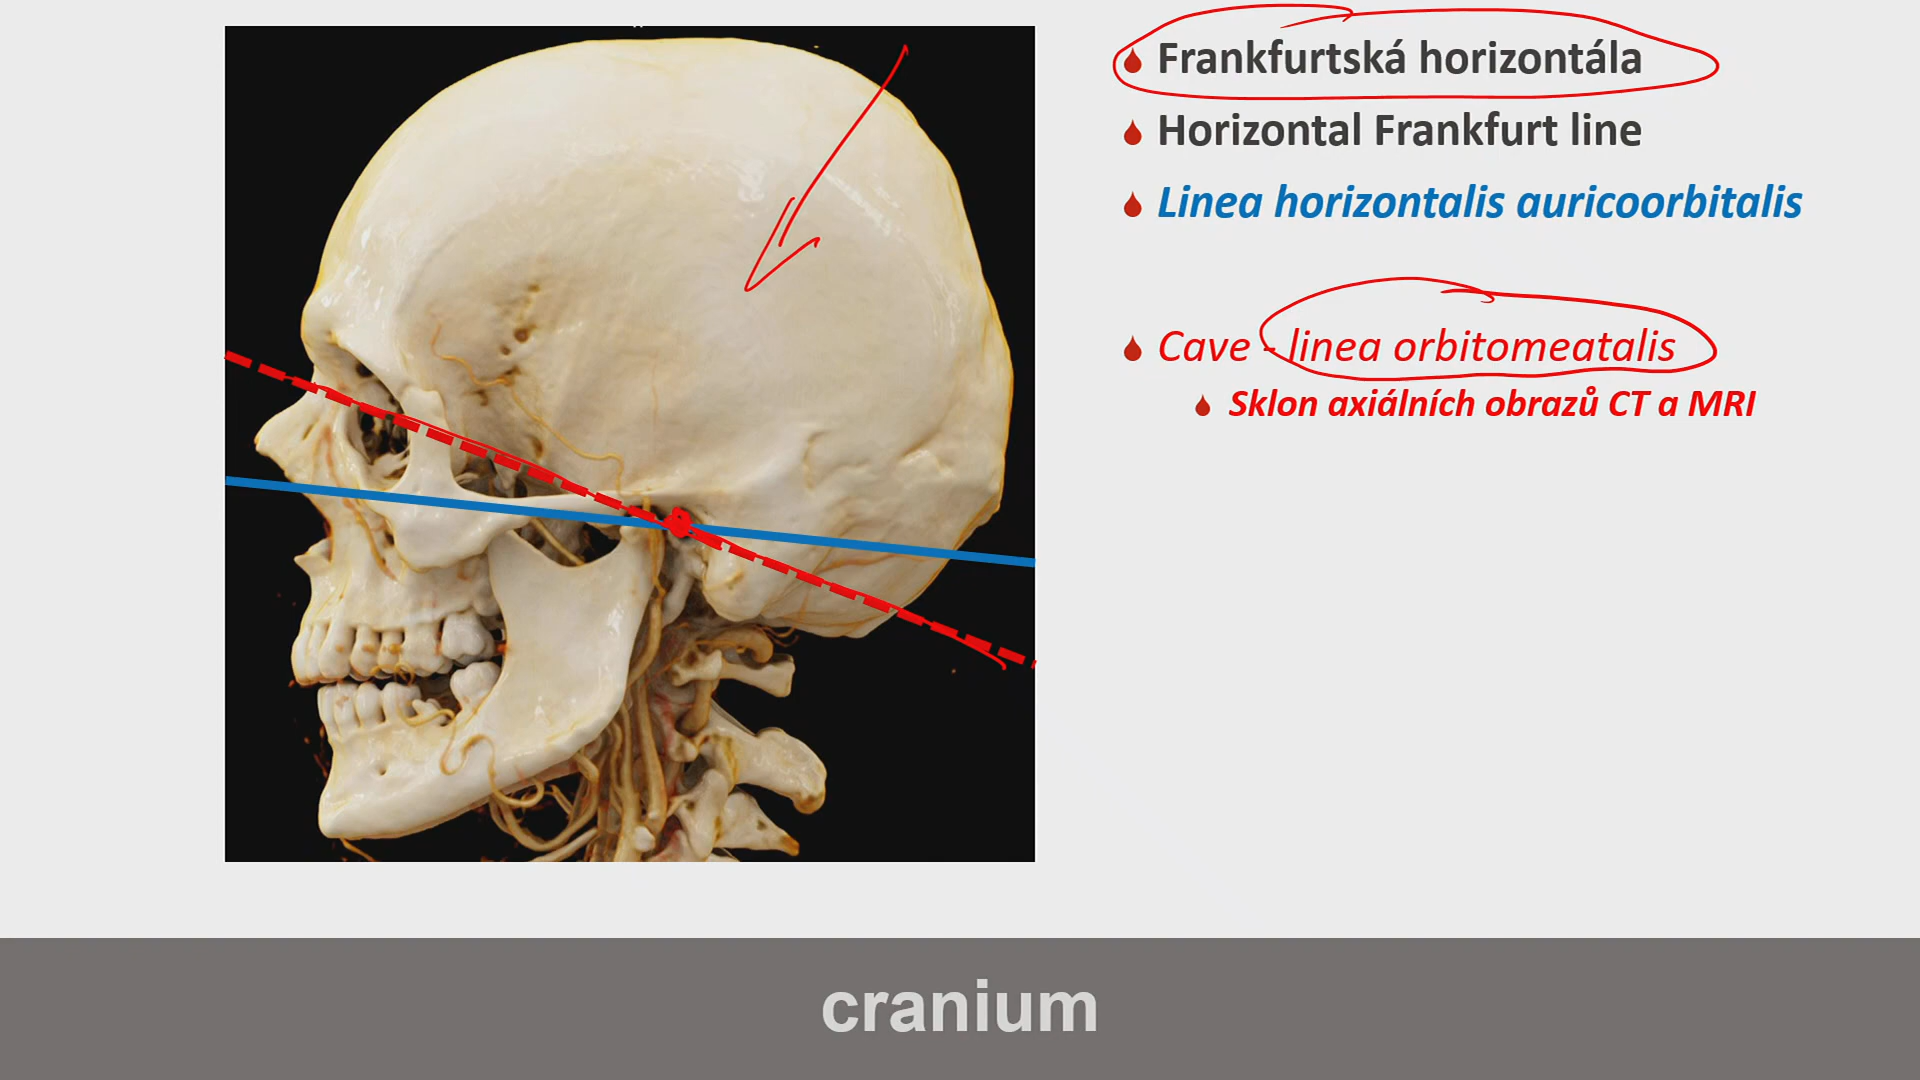 Frankfurtská horizontála
Horizontal Frankfurt line
Linea horizontalis auricoorbitalis
Cave - linea orbitomeatalis
Sklon axiálních obrazů CT a MRI
cranium